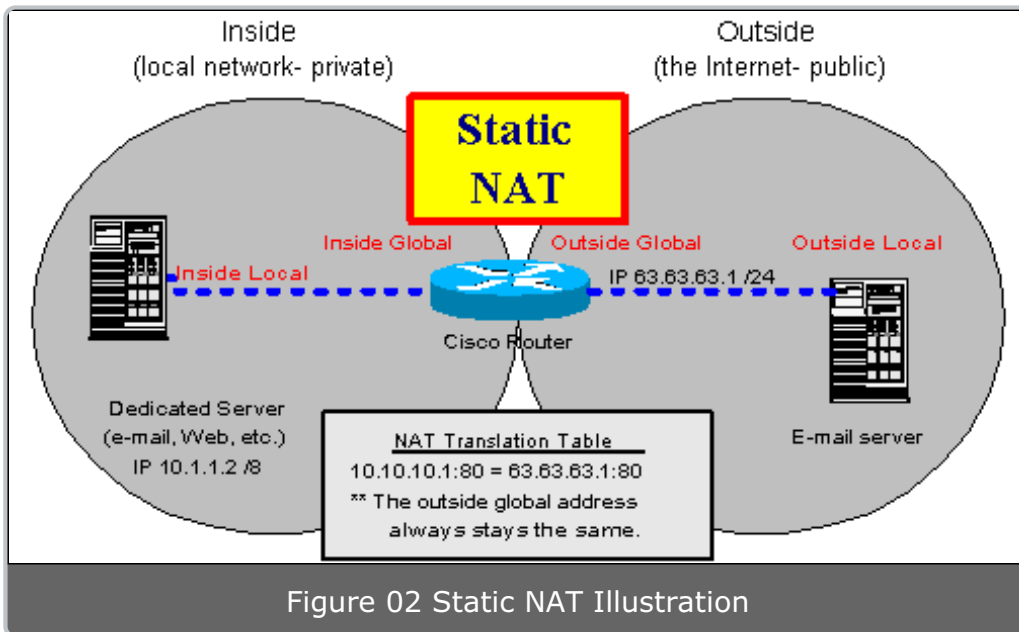 Inside
(local network- private)
Outside
(the Internet- public)
Static
NAT
Inside Global
Outside Global
Outside Local
Inside Local
IP 63.63.63.1 /24
Cisco Router
Dedicated Server
(e-mail, Web, etc.)
IP 10.1.1.2 /8
E-mail server
NAT Translation Table
10.10.10.1:80 = 63.63.63.1:80
** The outside global address
always stays the same.
Figure 02 Static NAT Illustration